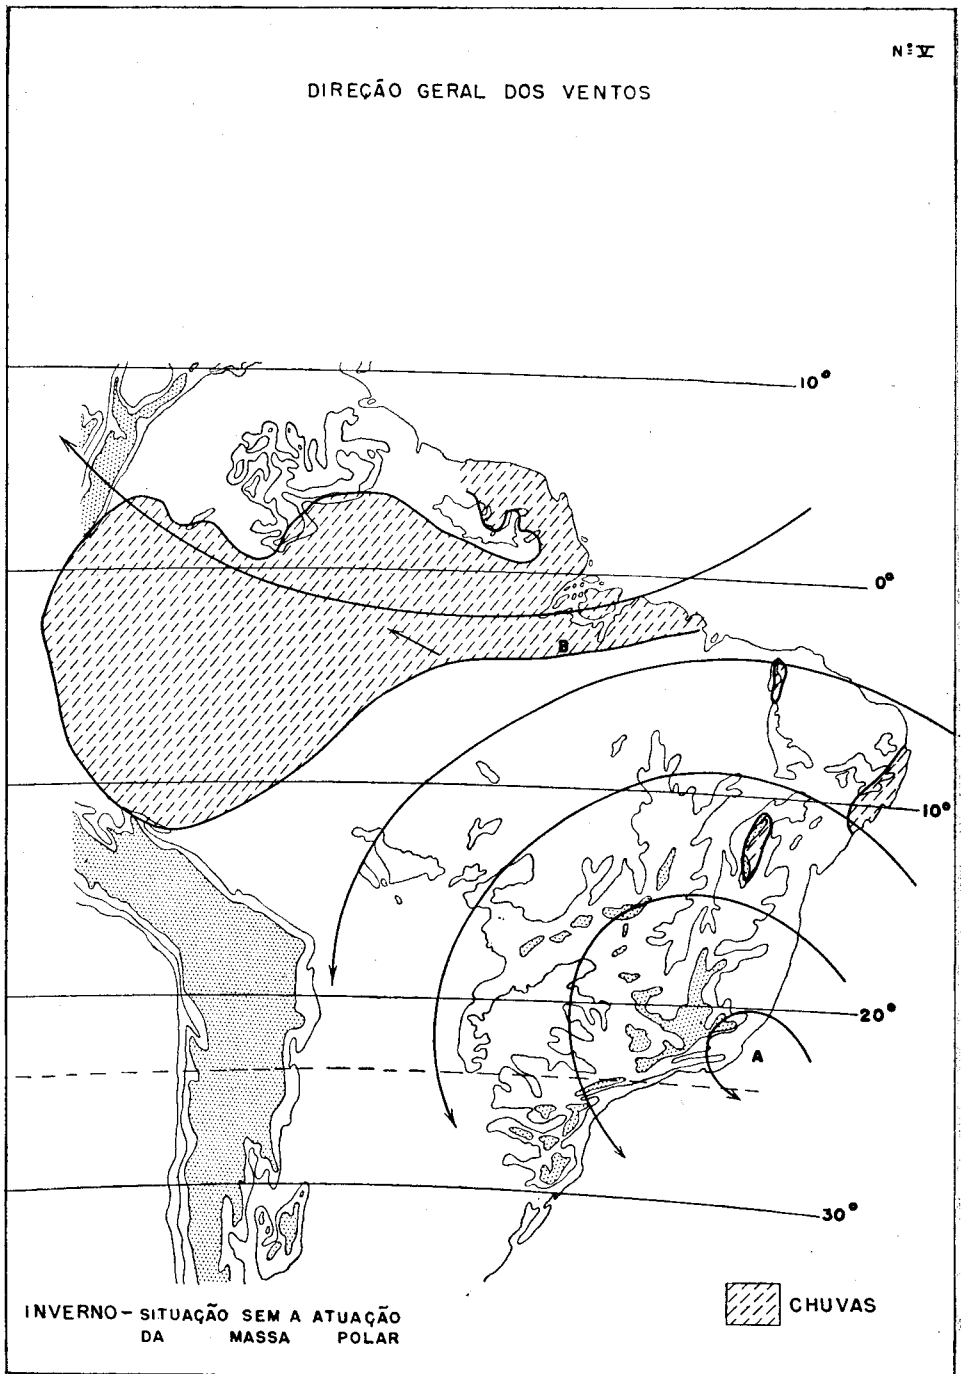 Nº V
DIREÇÃO GERAL DOS VENTOS
10°
0°
B
10°
20°
A
30°
INVERNO – SITUAÇÃO SEM A ATUAÇÃO
DA MASSA POLAR
CHUVAS